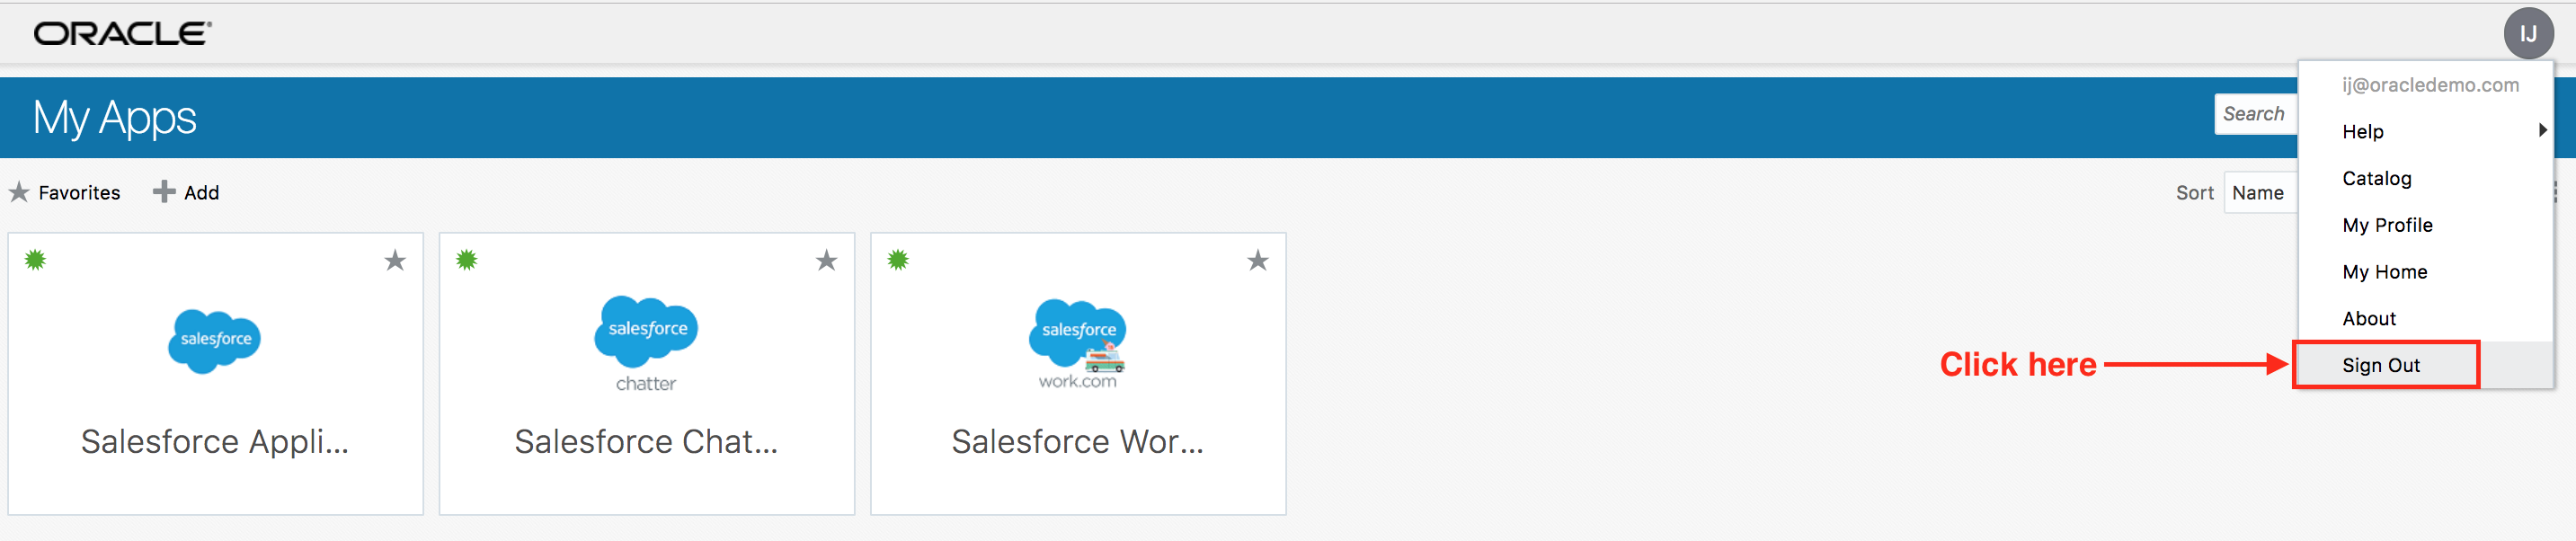 ORACLE®
IJ
ij@oracledemo.com
My Apps
Search
Help
Catalog
Favorites
Add
Sort
Name
My Profile
My Home
About
Click here
Sign Out
salesforce
salesforce
chatter
salesforce
work.com
Salesforce Appli...
Salesforce Chat...
Salesforce Wor...